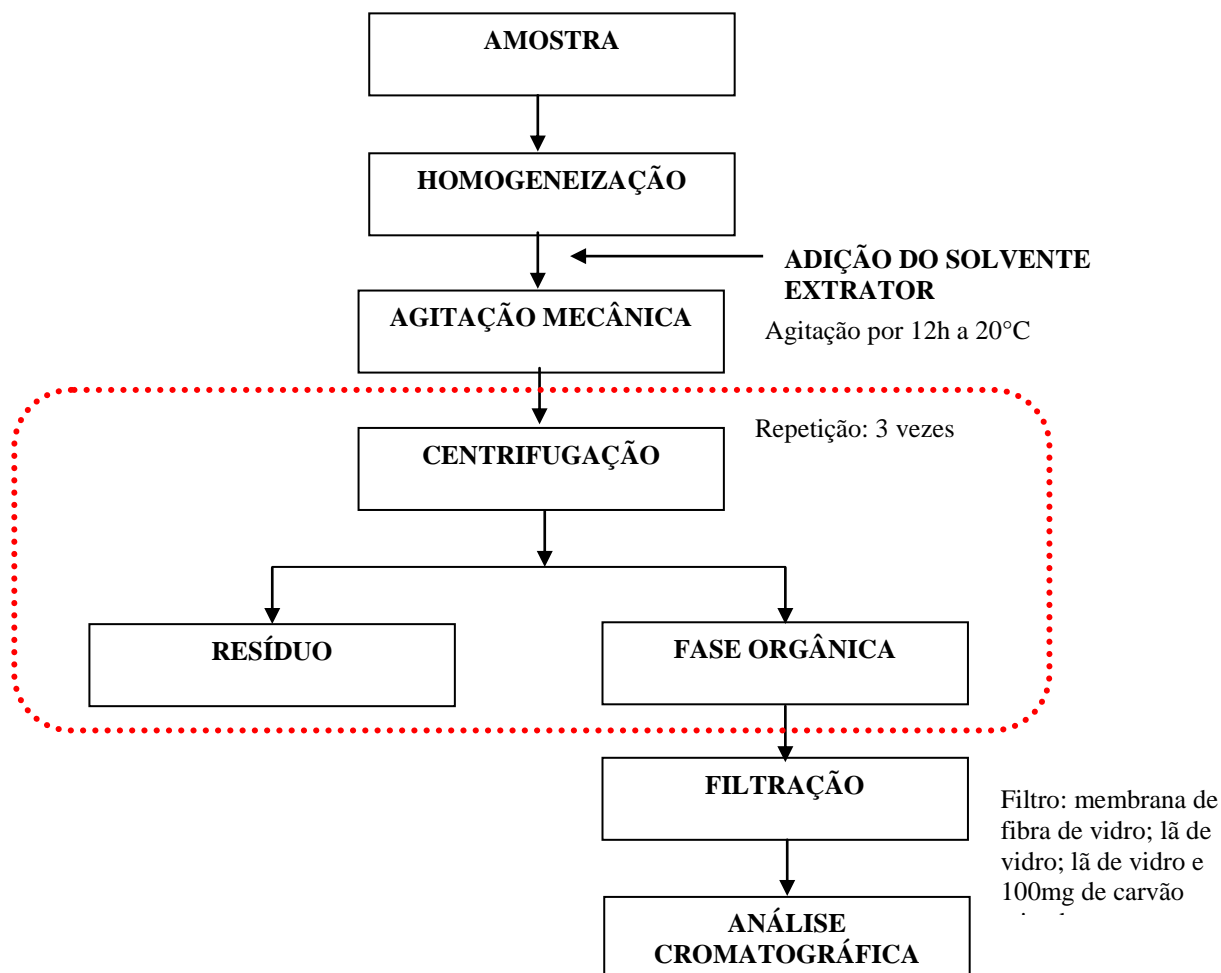 AMOSTRA
HOMOGENEIZAÇÃO
ADIÇÃO DO SOLVENTE
EXTRATOR
AGITAÇÃO MECÂNICA
Agitação por 12h a 20°C
Repetição: 3 vezes
CENTRIFUGAÇÃO
RESÍDUO
FASE ORGÂNICA
FILTRAÇÃO
Filtro: membrana de
fibra de vidro; lã de
vidro; lã de vidro e
100mg de carvão
ANÁLISE
CROMATOGRÁFICA